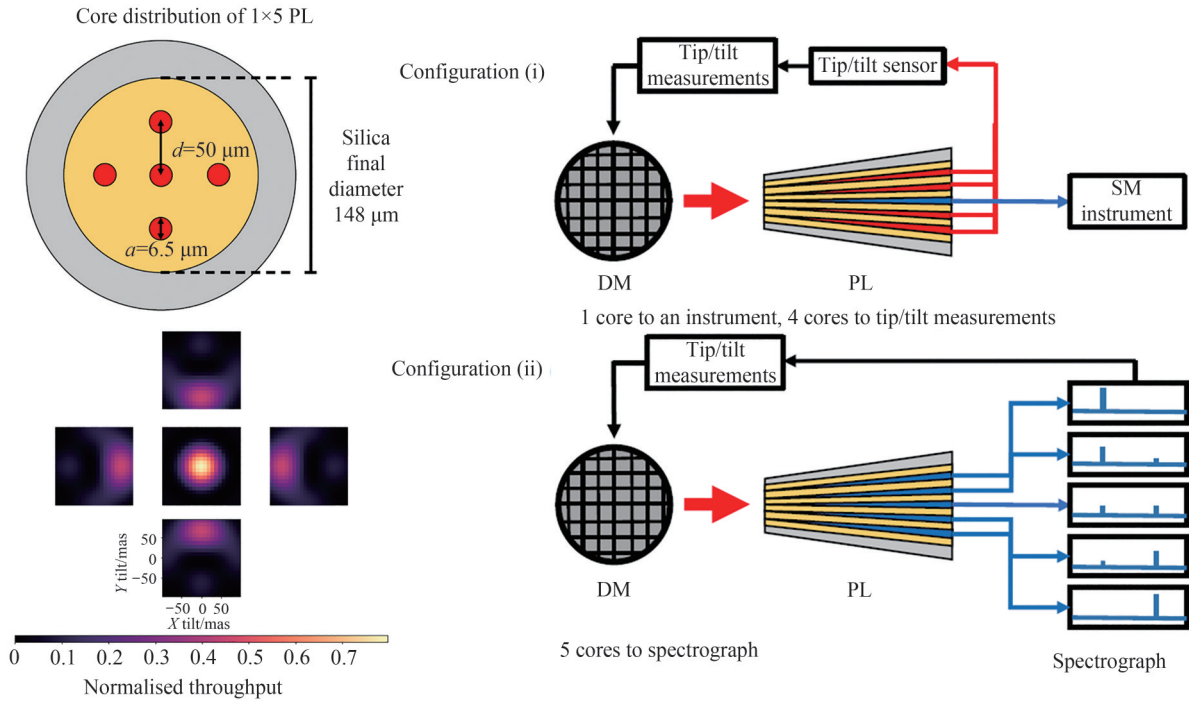 Core distribution of 1×5 PL
d=50 μm
a=6.5 μm
Silica
final
diameter
148 μm
Y tilt/mas
50
0
−50
−50 0 50
X tilt/mas
0 0.1 0.2 0.3 0.4 0.5 0.6 0.7
Normalised throughput
Configuration (i)
Tip/tilt
measurements
Tip/tilt sensor
SM
instrument
DM
PL
1 core to an instrument, 4 cores to tip/tilt measurements
Configuration (ii)
Tip/tilt
measurements
DM
PL
5 cores to spectrograph
Spectrograph